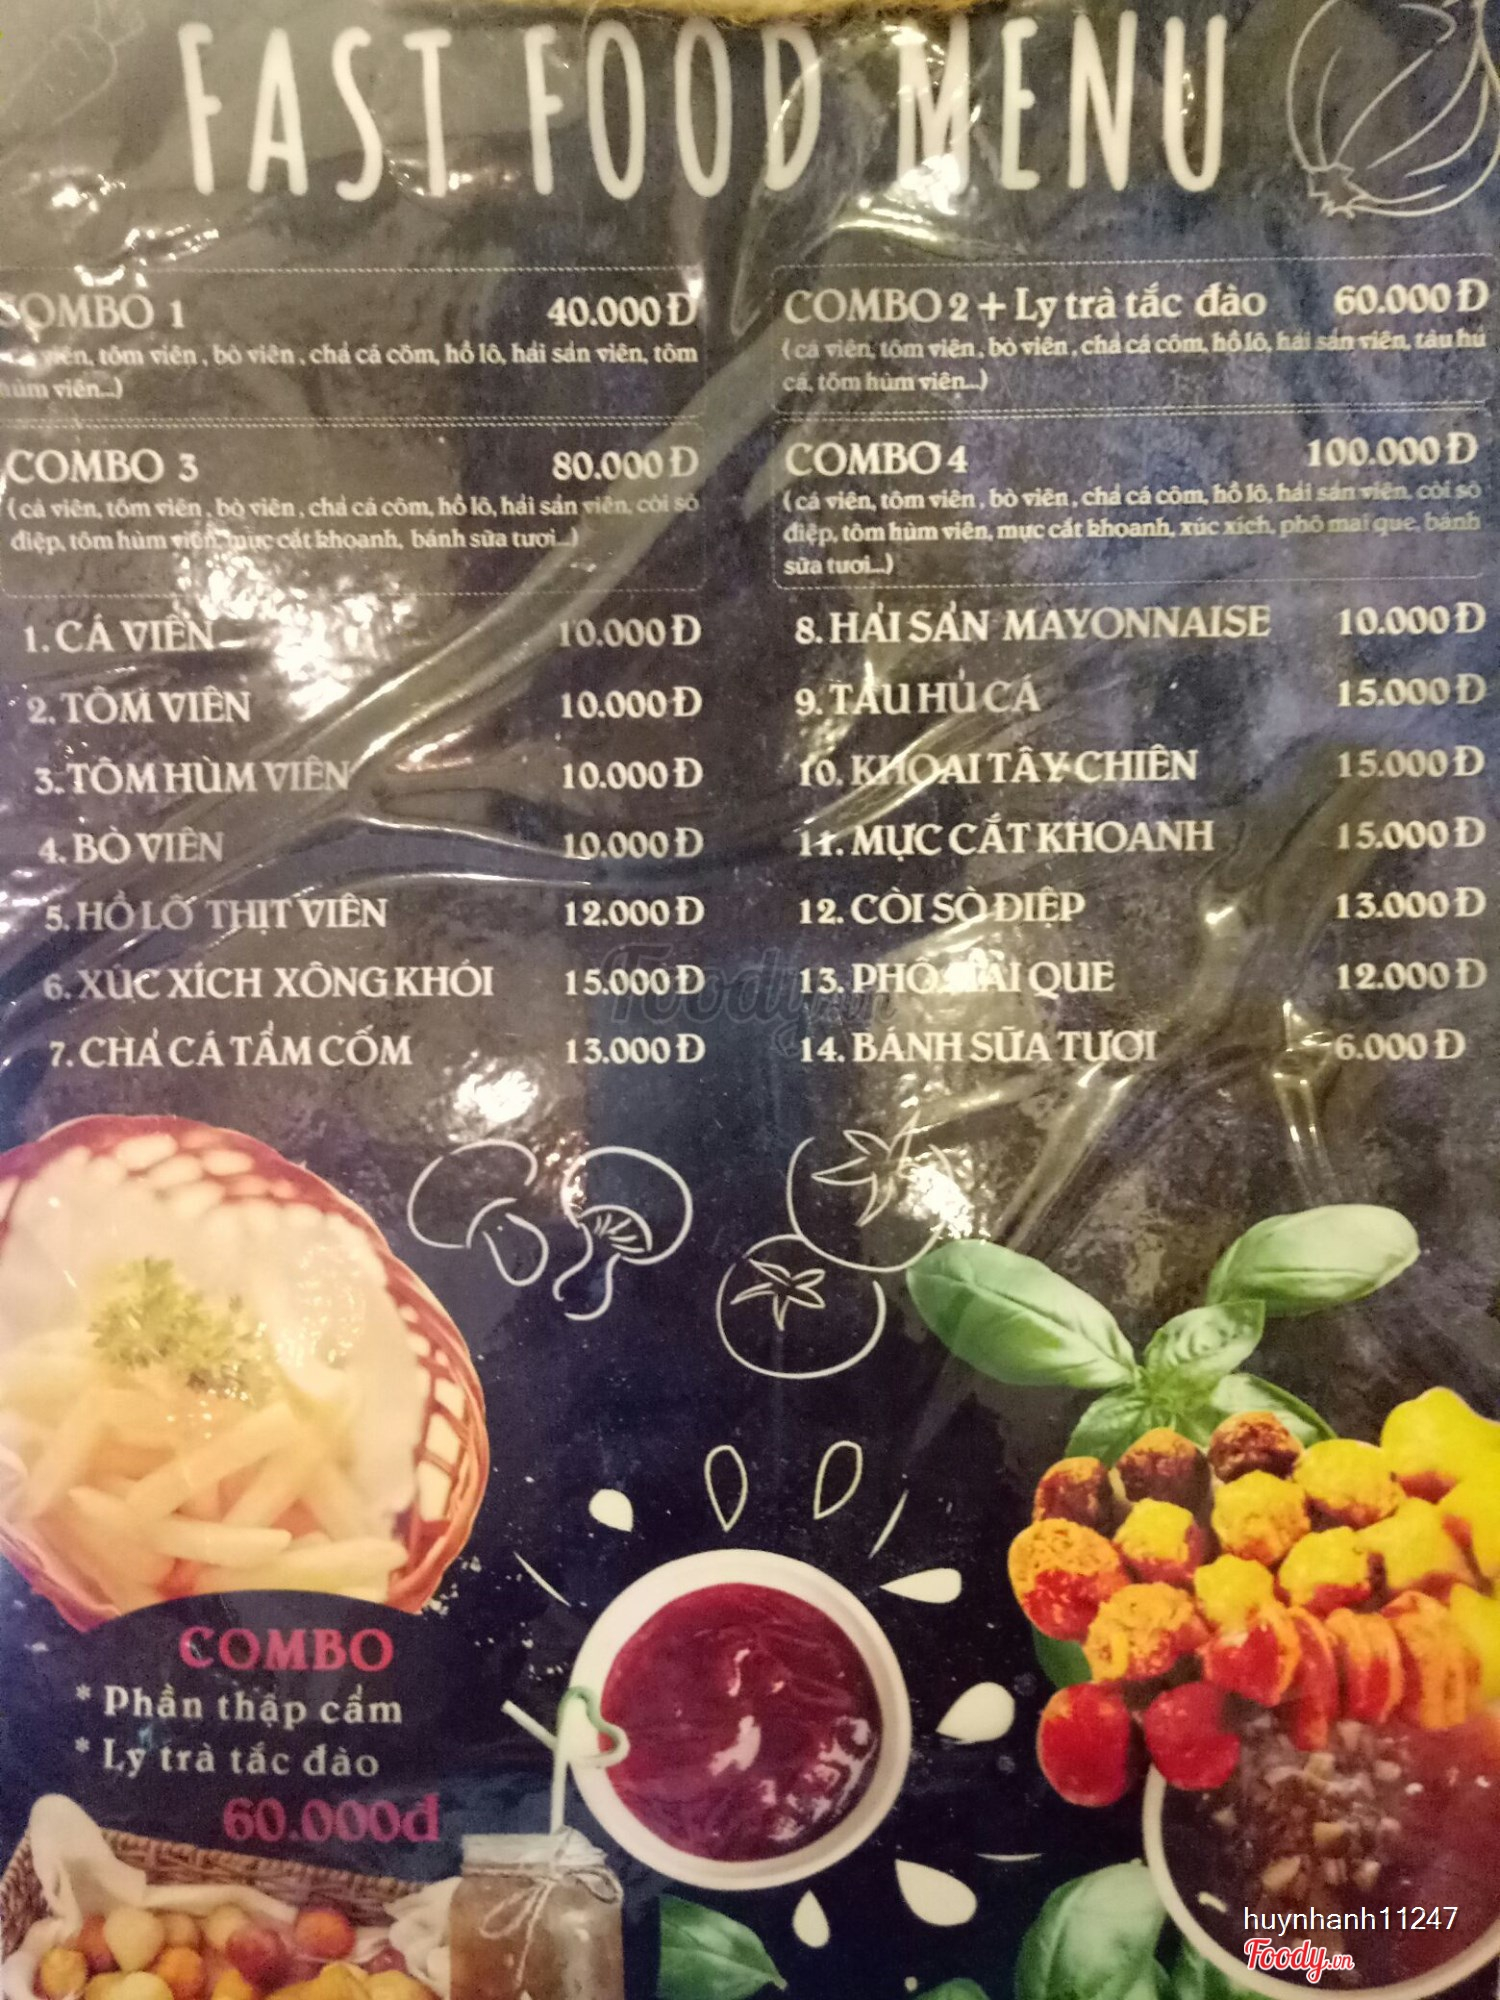 FAST FOOD MENU
COMBO 1 40.000 Đ
viên, tôm viên, bò viên, chả cá cốm, hồ lô, hải sản viên, tôm
hùm viên...)
COMBO 2 + Ly trà tắc đào 60.000 Đ
(cá viên, tôm viên, bò viên, chả cá cốm, hồ lô, hải sản viên, tàu hủ
cá, tôm hùm viên...)
COMBO 3 80.000 Đ
(cá viên, tôm viên, bò viên, chả cá cốm, hồ lô, hải sản viên, còi sò
điệp, tôm hùm viên, mực cắt khoanh, bánh sữa tươi...)
COMBO 4 100.000 Đ
(cá viên, tôm viên, bò viên, chả cá cốm, hồ lô, hải sản viên, còi sò
điệp, tôm hùm viên, mực cắt khoanh, xúc xích, phô mai que, bánh
sữa tươi...)
1. CÁ VIÊN 10.000 Đ
2. TÔM VIÊN 10.000 Đ
3. TÔM HÙM VIÊN 10.000 Đ
4. BÒ VIÊN 10.000 Đ
5. HỒ LÔ THỊT VIÊN 12.000 Đ
6. XÚC XÍCH XÔNG KHÓI 15.000 Đ
7. CHẢ CÁ TẨM CỐM 13.000 Đ
8. HẢI SẢN MAYONNAISE 10.000 Đ
9. TÀU HỦ CÁ 15.000 Đ
10. KHOAI TÂY CHIÊN 15.000 Đ
11. MỰC CẮT KHOANH 15.000 Đ
12. CÒI SÒ ĐIỆP 13.000 Đ
13. PHÔ MAI QUE 12.000 Đ
14. BÁNH SỮA TƯƠI 6.000 Đ
Foody.vn
COMBO
* Phần thập cẩm
* Ly trà tắc đào
60.000đ
huynhanh11247
Foody.vn